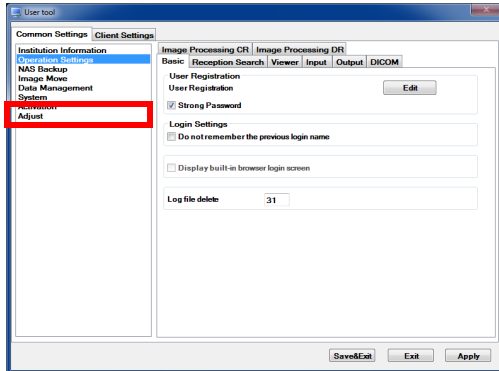 User tool
Common Settings Client Settings
Institution Information
Operation Settings
NAS Backup
Image Move
Data Management
System
Activation
Adjust
Image Processing CR Image Processing DR
Basic Reception Search Viewer Input Output DICOM
User Registration
User Registration Edit
Strong Password
Login Settings
Do not remember the previous login name
Display built-in browser login screen
Log file delete 31
Save&Exit Exit Apply